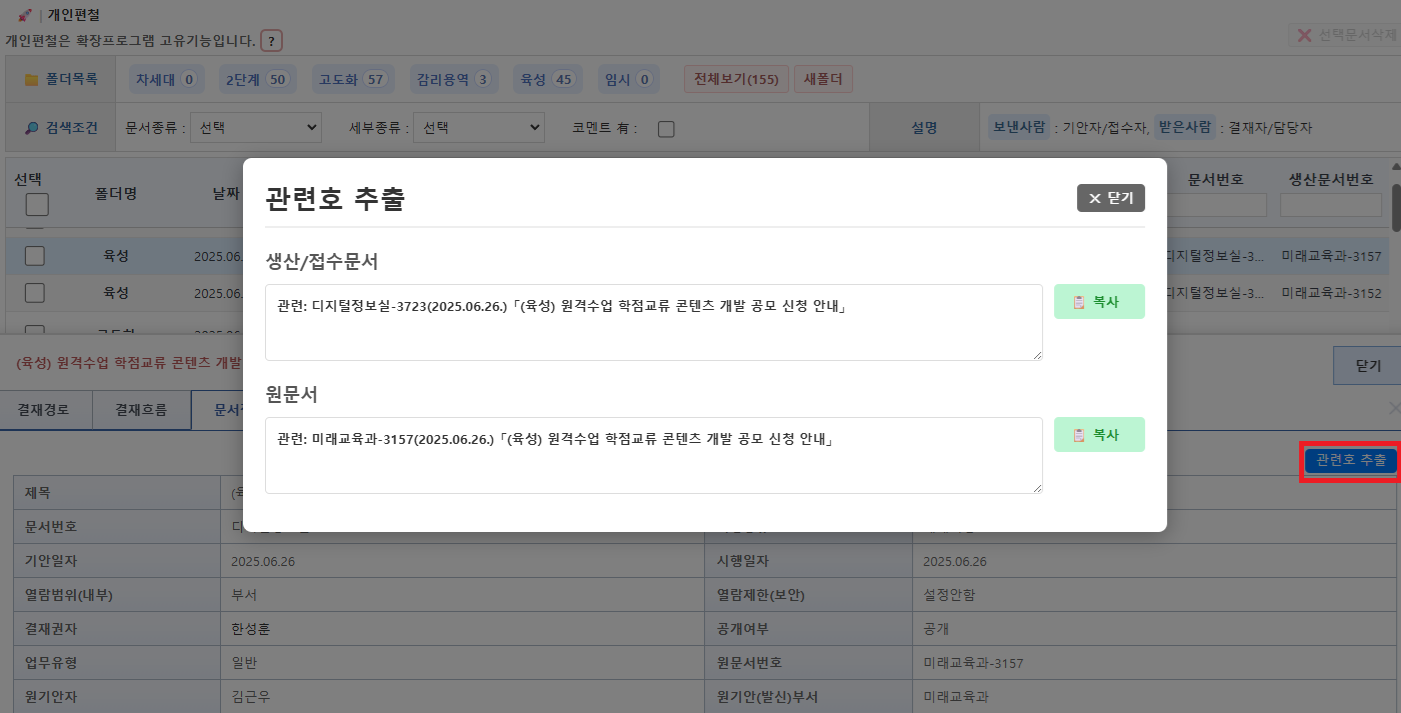 개인편철
개인편철은 확장프로그램 고유기능입니다. ?
선택문서삭제
폴더목록 차세대 0 2단계 50 고도화 57 감리용역 3 육성 45 임시 0 전체보기(155) 새폴더
검색조건 문서종류 : 선택 세부종류 : 선택 코멘트 有 : 설명 보낸사람 : 기안자/접수자, 받은사람 : 결재자/담당자
선택 폴더명 날짜 문서번호 생산문서번호
육성 2025.06. 디지털정보실-3... 미래교육과-3157
육성 2025.06. 디지털정보실-3... 미래교육과-3152
관련호 추출
✕ 닫기
생산/접수문서
관련: 디지털정보실-3723(2025.06.26.)「(육성) 원격수업 학점교류 콘텐츠 개발 공모 신청 안내」
복사
원문서
관련: 미래교육과-3157(2025.06.26.)「(육성) 원격수업 학점교류 콘텐츠 개발 공모 신청 안내」
복사
(육성) 원격수업 학점교류 콘텐츠 개발
닫기
결재경로 결재흐름 문서
관련호 추출
제목
문서번호
기안일자 2025.06.26 시행일자 2025.06.26
열람범위(내부) 부서 열람제한(보안) 설정안함
결재권자 한성훈 공개여부 공개
업무유형 일반 원문서번호 미래교육과-3157
원기안자 김근우 원기안(발신)부서 미래교육과